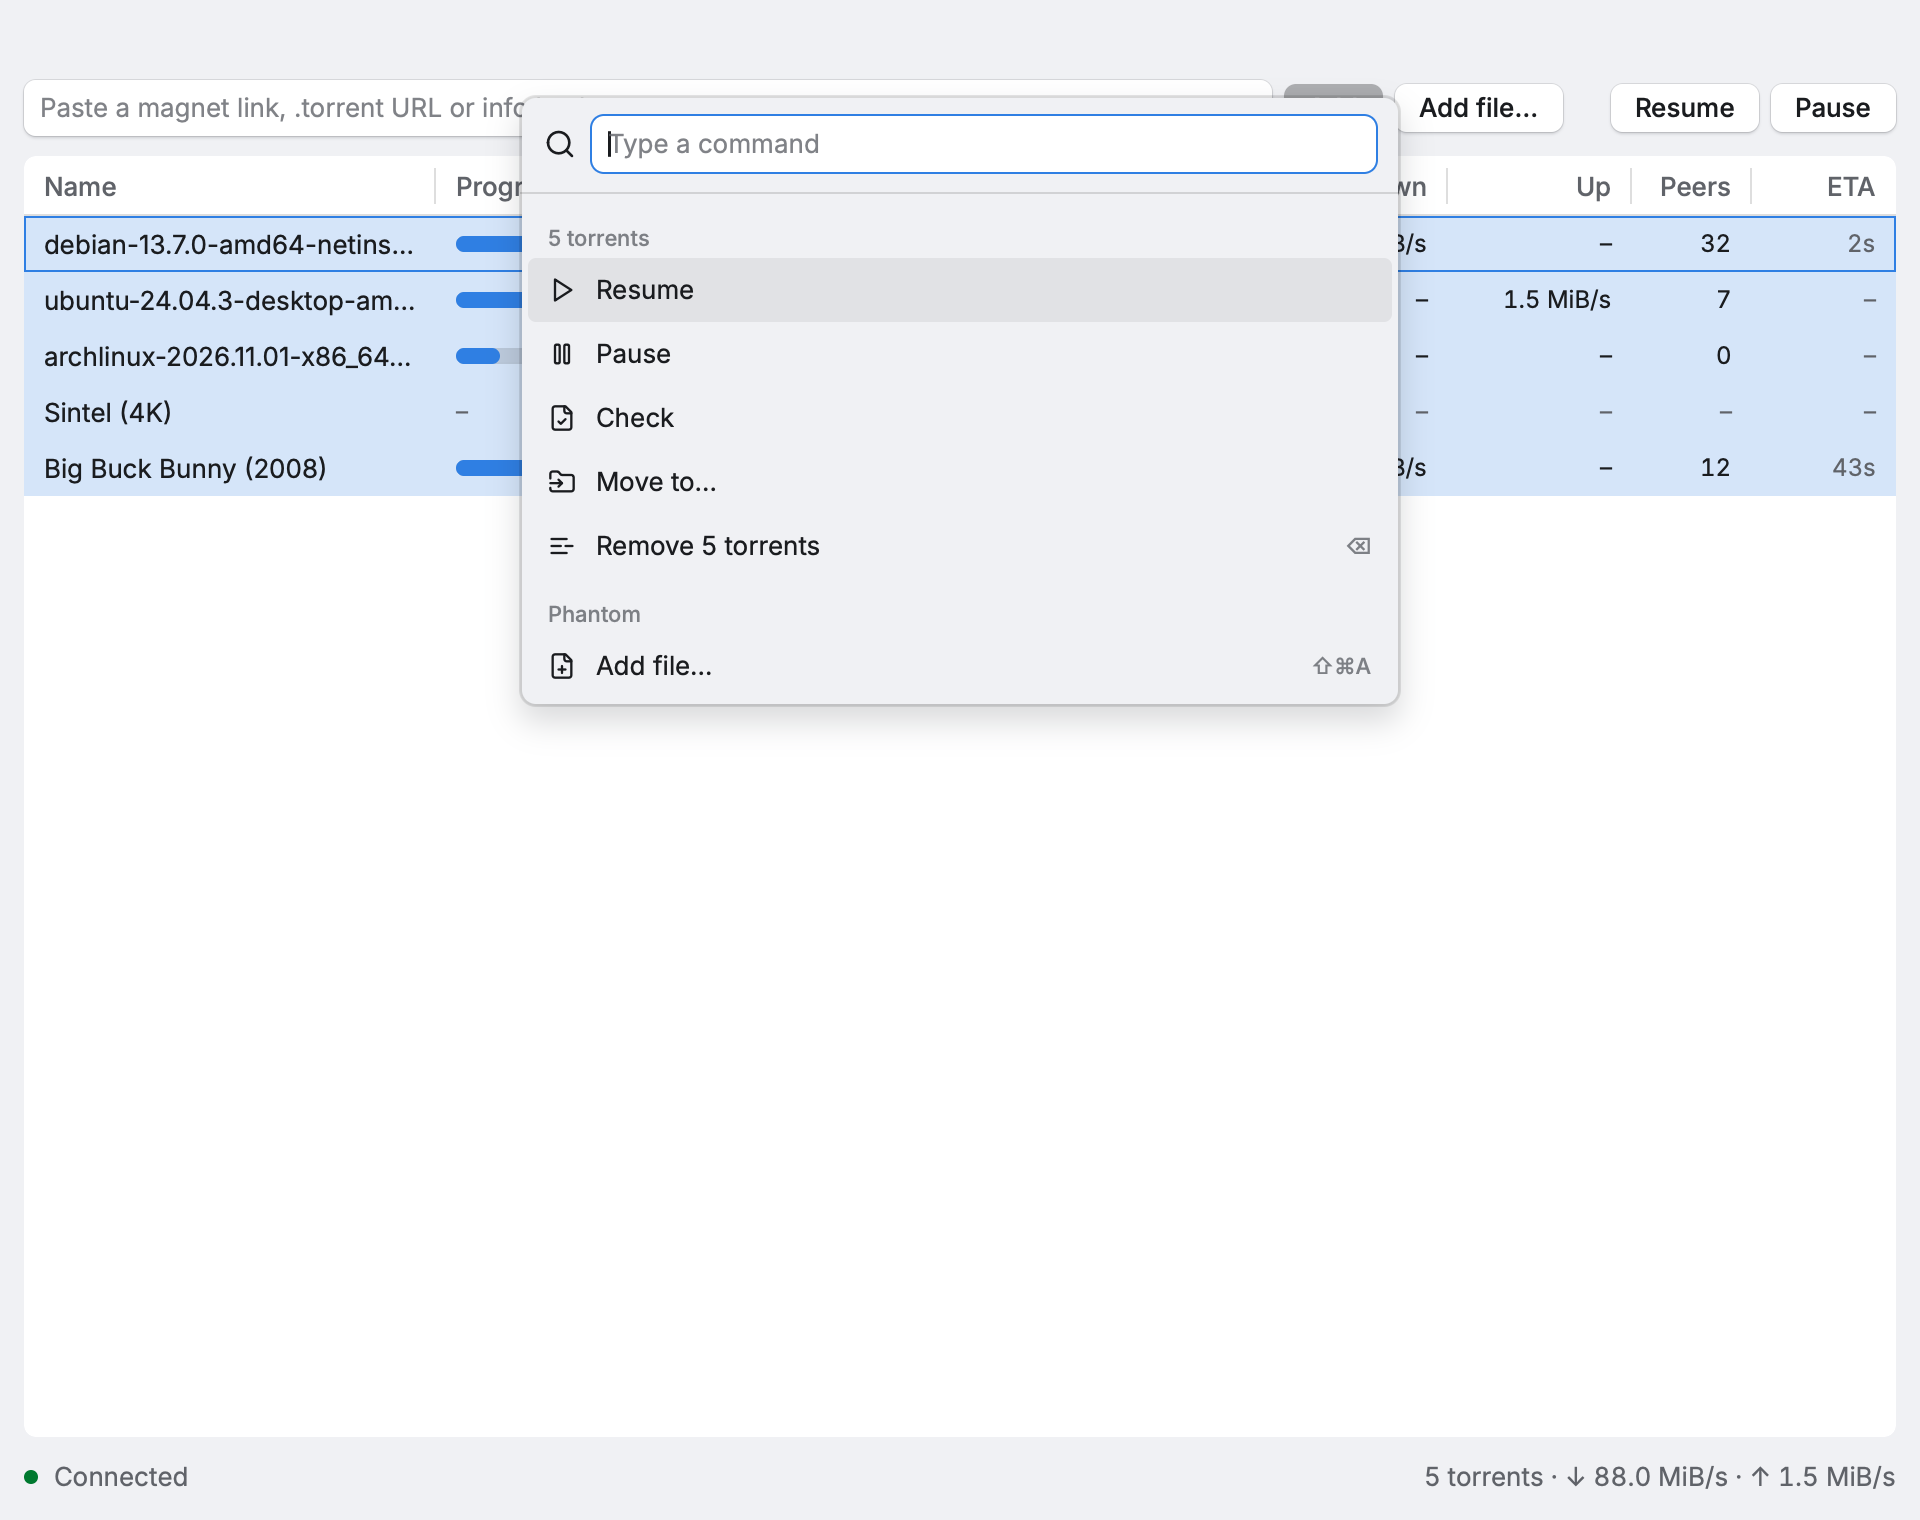 Paste a magnet link, .torrent URL or info
Add file...
Resume
Pause
Type a command
Name
Progr
wn
Up
Peers
ETA
debian-13.7.0-amd64-netins...
B/s
–
32
2s
ubuntu-24.04.3-desktop-am...
–
1.5 MiB/s
7
–
archlinux-2026.11.01-x86_64...
–
–
0
–
Sintel (4K)
–
–
–
–
–
Big Buck Bunny (2008)
B/s
–
12
43s
5 torrents
Resume
Pause
Check
Move to...
Remove 5 torrents
⌫
Phantom
Add file...
⇧⌘A
Connected
5 torrents · ↓ 88.0 MiB/s · ↑ 1.5 MiB/s